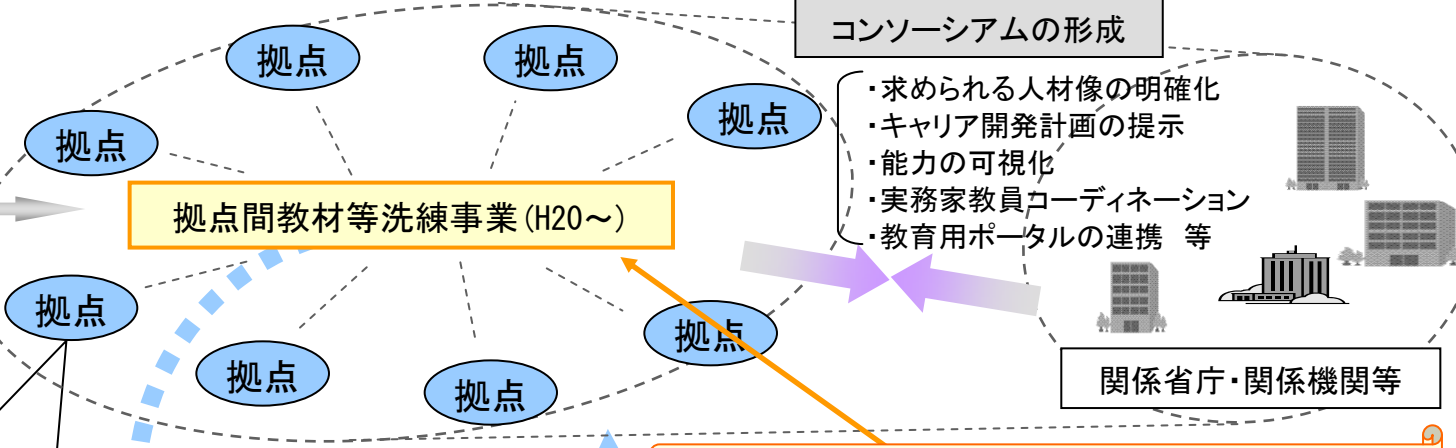 コンソーシアムの形成
拠点
拠点
拠点
拠点
・求められる人材像の明確化
・キャリア開発計画の提示
・能力の可視化
・実務家教員コーディネーション
・教育用ポータルの連携 等
拠点間教材等洗練事業(H20~)
拠点
拠点
拠点
拠点
関係省庁・関係機関等